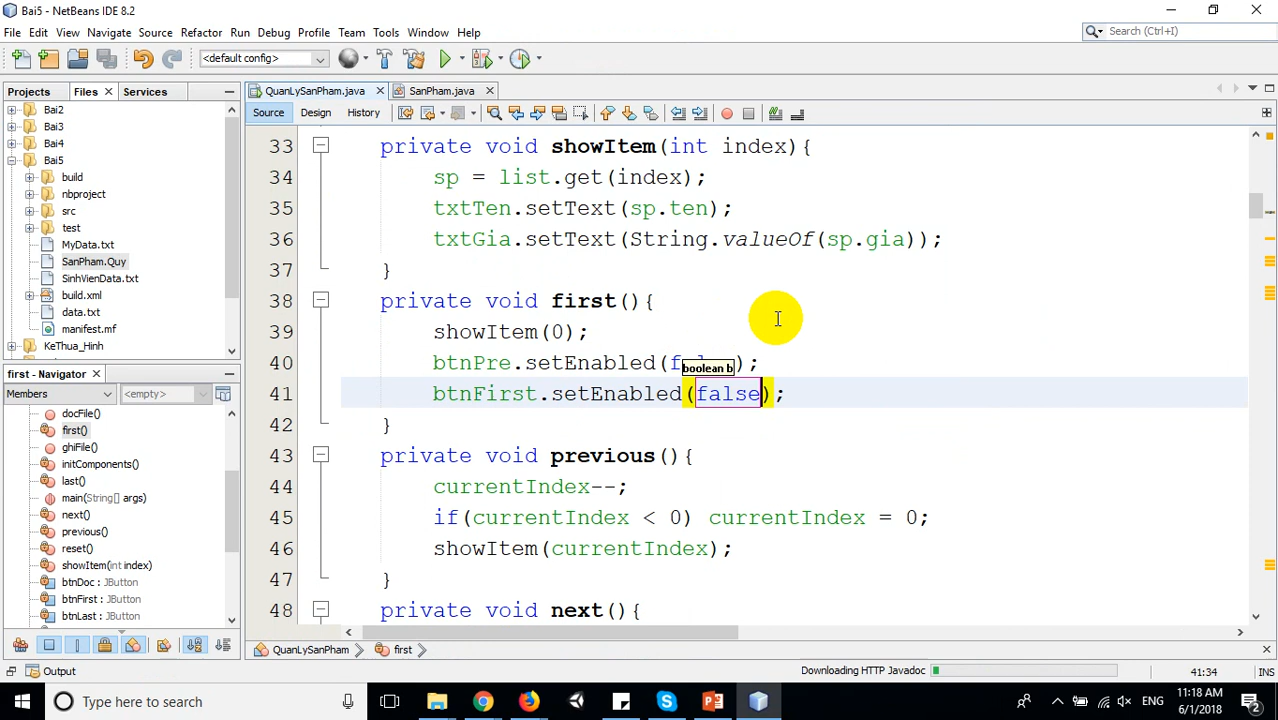 Bai5 - NetBeans IDE 8.2
File Edit View Navigate Source Refactor Run Debug Profile Team Tools Window Help
Search (Ctrl+I)
<default config>
Projects Files Services
QuanLySanPham.java SanPham.java
Source Design History
Bai2
Bai3
Bai4
Bai5
build
nbproject
src
test
MyData.txt
SanPham.Quy
SinhVienData.txt
build.xml
data.txt
manifest.mf
KeThua_Hinh
33 private void showItem(int index){
34 sp = list.get(index);
35 txtTen.setText(sp.ten);
36 txtGia.setText(String.valueOf(sp.gia));
37 }
38 private void first(){
39 showItem(0);
40 btnPre.setEnabled( );
boolean b
41 btnFirst.setEnabled(false);
42 }
43 private void previous(){
44 currentIndex--;
45 if(currentIndex < 0) currentIndex = 0;
46 showItem(currentIndex);
47 }
48 private void next(){
first - Navigator
Members <empty>
docFile()
first()
ghiFile()
initComponents()
last()
main(String[] args)
next()
previous()
reset()
showItem(int index)
btnDoc : JButton
btnFirst : JButton
btnLast : JButton
QuanLySanPham first
Output
Downloading HTTP Javadoc
41:34 INS
Type here to search
ENG
11:18 AM
6/1/2018
2